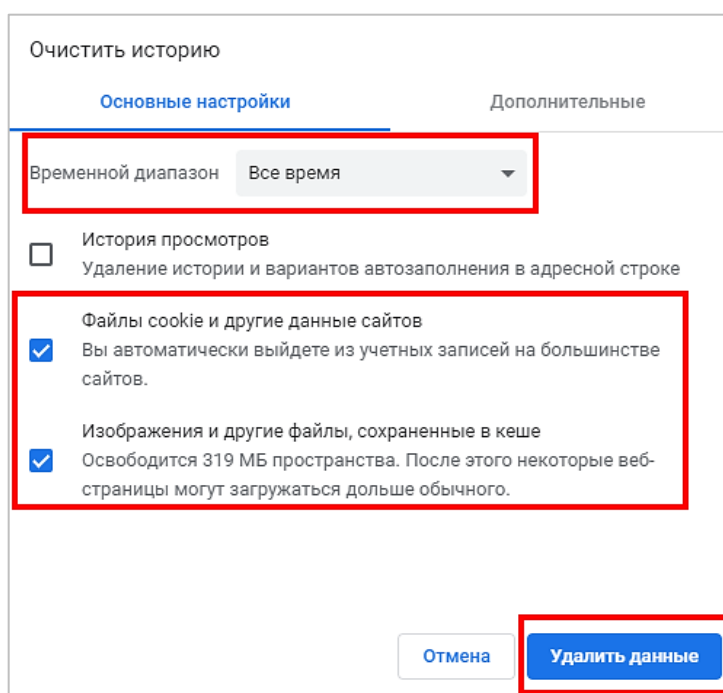 Очистить историю
Основные настройки
Дополнительные
Временной диапазон
Все время
История просмотров
Удаление истории и вариантов автозаполнения в адресной строке
Файлы cookie и другие данные сайтов
Вы автоматически выйдете из учетных записей на большинстве
сайтов.
Изображения и другие файлы, сохраненные в кеше
Освободится 319 МБ пространства. После этого некоторые веб-
страницы могут загружаться дольше обычного.
Отмена
Удалить данные